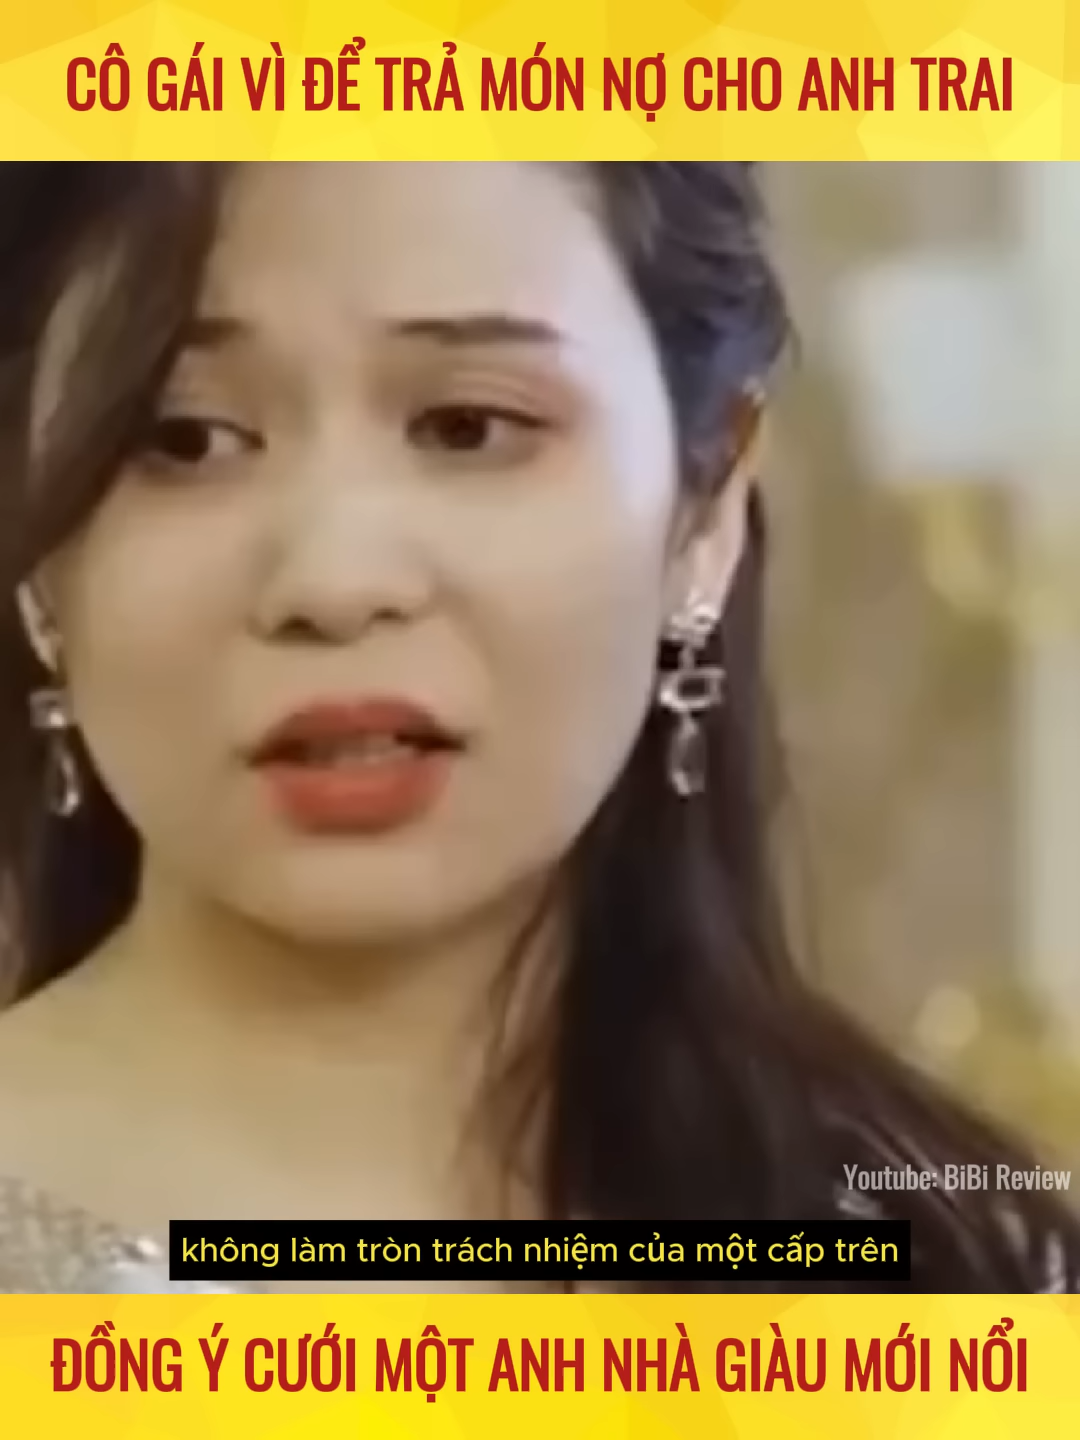 CÔ GÁI VÌ ĐỂ TRẢ MÓN NỢ CHO ANH TRAI
Youtube: BiBi Review
không làm tròn trách nhiệm của một cấp trên
ĐỒNG Ý CƯỚI MỘT ANH NHÀ GIÀU MỚI NỔI